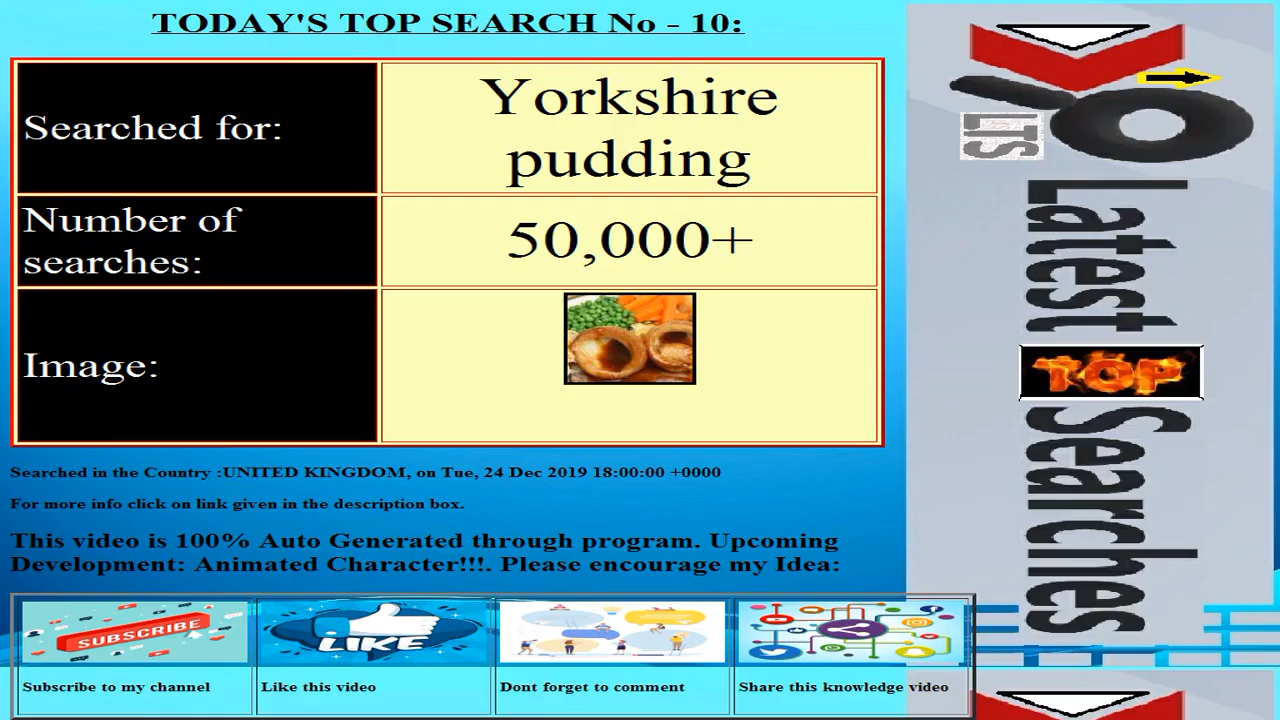 TODAY'S TOP SEARCH No - 10:
Searched for:
Yorkshire
pudding
Number of
searches:
50,000+
Image:
Searched in the Country :UNITED KINGDOM, on Tue, 24 Dec 2019 18:00:00 +0000
For more info click on link given in the description box.
This video is 100% Auto Generated through program. Upcoming
Development: Animated Character!!!. Please encourage my Idea:
SUBSCRIBE
LIKE
Subscribe to my channel
Like this video
Dont forget to comment
Share this knowledge video
LTS
Latest
TOP
Searches